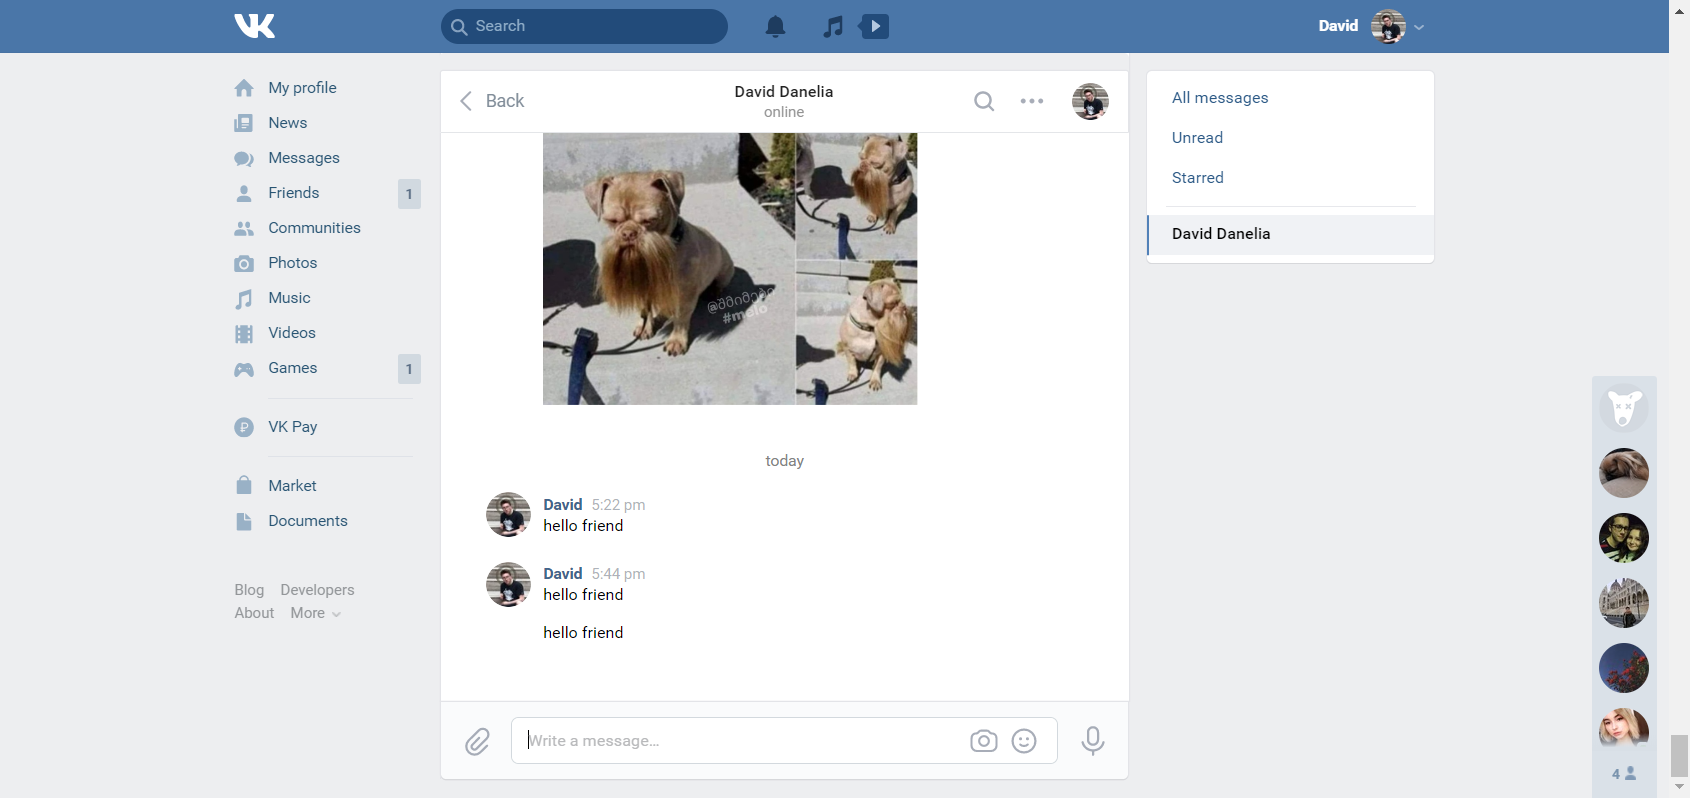 VK
Search
David
My profile
News
Messages
Friends 1
Communities
Photos
Music
Videos
Games 1
VK Pay
Market
Documents
Blog Developers
About More
Back
David Danelia
online
#melo
today
David 5:22 pm
hello friend
David 5:44 pm
hello friend
hello friend
Write a message...
All messages
Unread
Starred
David Danelia
4